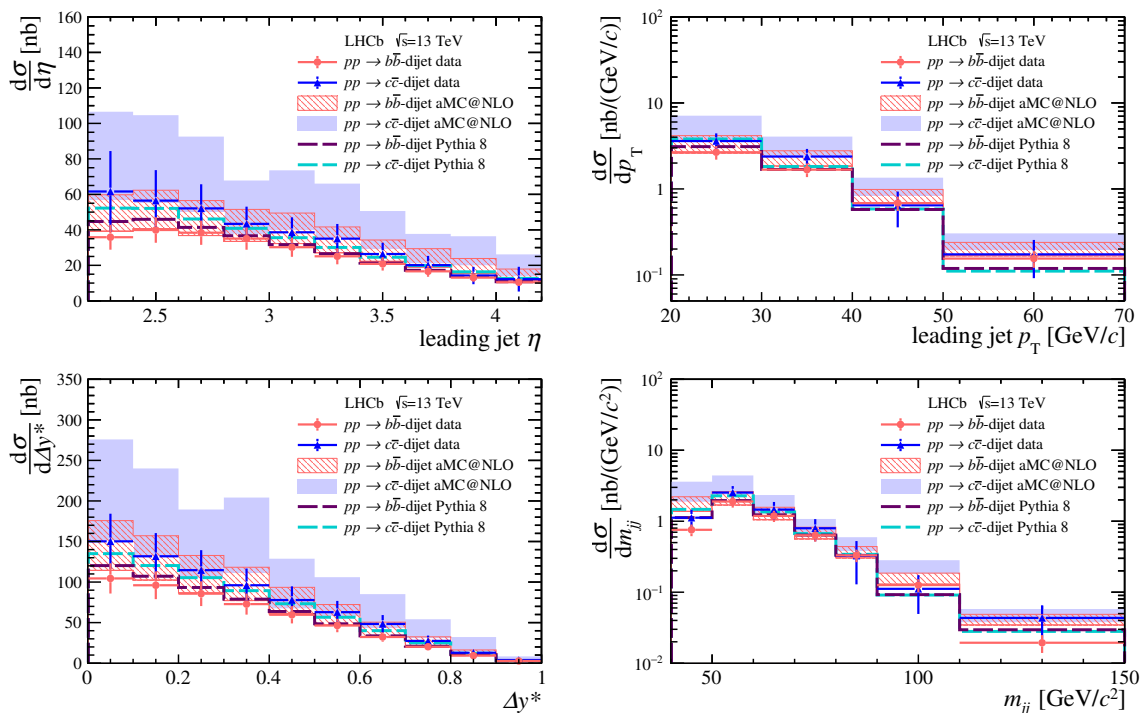 dσ/dη [nb]
160
140
120
100
80
60
40
20
0
LHCb √s=13 TeV
pp → bb̅-dijet data
pp → cc̅-dijet data
pp → bb̅-dijet aMC@NLO
pp → cc̅-dijet aMC@NLO
pp → bb̅-dijet Pythia 8
pp → cc̅-dijet Pythia 8
2.5 3 3.5 4
leading jet η
dσ/dp_T [nb/(GeV/c)]
10²
10
1
10⁻¹
LHCb √s=13 TeV
pp → bb̅-dijet data
pp → cc̅-dijet data
pp → bb̅-dijet aMC@NLO
pp → cc̅-dijet aMC@NLO
pp → bb̅-dijet Pythia 8
pp → cc̅-dijet Pythia 8
20 30 40 50 60 70
leading jet p_T [GeV/c]
dσ/dΔy* [nb]
350
300
250
200
150
100
50
0
LHCb √s=13 TeV
pp → bb̅-dijet data
pp → cc̅-dijet data
pp → bb̅-dijet aMC@NLO
pp → cc̅-dijet aMC@NLO
pp → bb̅-dijet Pythia 8
pp → cc̅-dijet Pythia 8
0 0.2 0.4 0.6 0.8 1
Δy*
dσ/dm_jj [nb/(GeV/c²)]
10²
10
1
10⁻¹
10⁻²
LHCb √s=13 TeV
pp → bb̅-dijet data
pp → cc̅-dijet data
pp → bb̅-dijet aMC@NLO
pp → cc̅-dijet aMC@NLO
pp → bb̅-dijet Pythia 8
pp → cc̅-dijet Pythia 8
50 100 150
m_jj [GeV/c²]